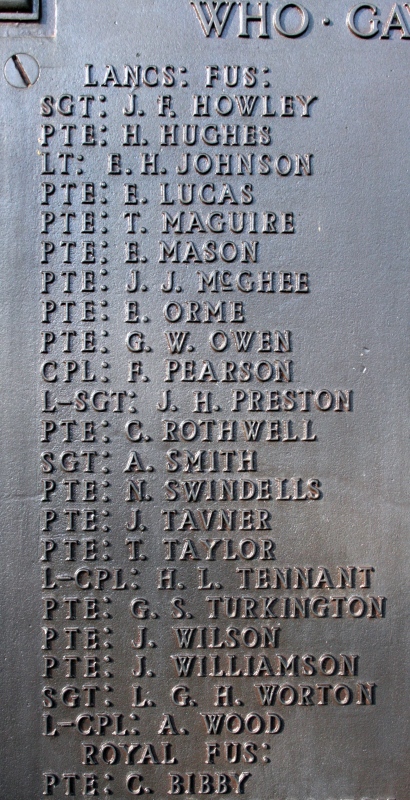 WHO · GA
LANCS: FUS:
SGT: J. F. HOWLEY
PTE: H. HUGHES
LT: E. H. JOHNSON
PTE: E. LUCAS
PTE: T. MAGUIRE
PTE: E. MASON
PTE: J. J. McGHEE
PTE: E. ORME
PTE: G. W. OWEN
CPL: F. PEARSON
L-SGT: J. H. PRESTON
PTE: C. ROTHWELL
SGT: A. SMITH
PTE: N. SWINDELLS
PTE: J. TAVNER
PTE: T. TAYLOR
L-CPL: H. L. TENNANT
PTE: G. S. TURKINGTON
PTE: J. WILSON
PTE: J. WILLIAMSON
SGT: L. G. H. WORTON
L-CPL: A. WOOD
ROYAL FUS:
PTE: C. BIBBY